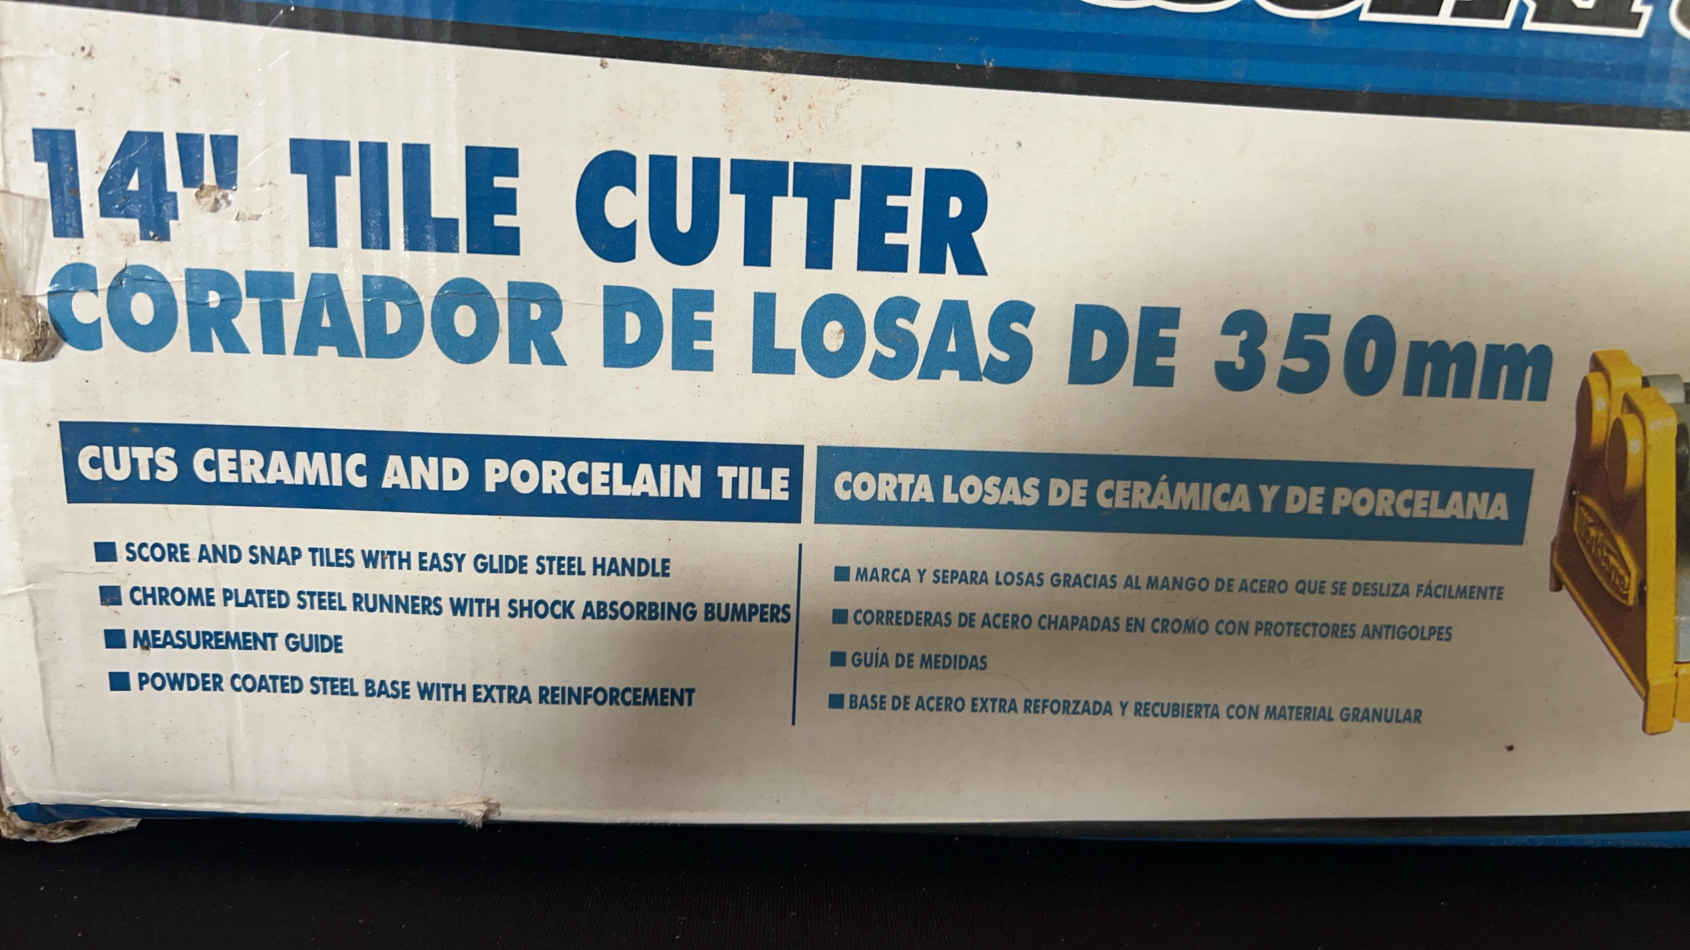 14" TILE CUTTER
CORTADOR DE LOSAS DE 350mm
CUTS CERAMIC AND PORCELAIN TILE
SCORE AND SNAP TILES WITH EASY GLIDE STEEL HANDLE
CHROME PLATED STEEL RUNNERS WITH SHOCK ABSORBING BUMPERS
MEASUREMENT GUIDE
POWDER COATED STEEL BASE WITH EXTRA REINFORCEMENT
CORTA LOSAS DE CERÁMICA Y DE PORCELANA
MARCA Y SEPARA LOSAS GRACIAS AL MANGO DE ACERO QUE SE DESLIZA FÁCILMENTE
CORREDERAS DE ACERO CHAPADAS EN CROMO CON PROTECTORES ANTIGOLPES
GUÍA DE MEDIDAS
BASE DE ACERO EXTRA REFORZADA Y RECUBIERTA CON MATERIAL GRANULAR